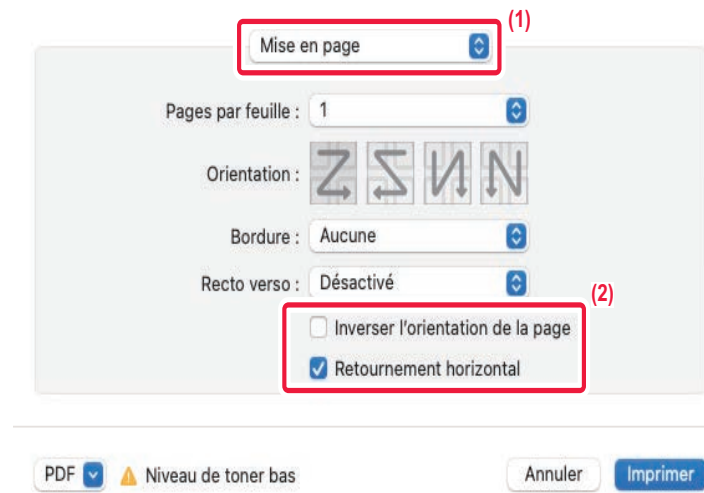 (1)
Mise en page
Pages par feuille : 1
Orientation :
Bordure : Aucune
Recto verso : Désactivé
(2)
Inverser l'orientation de la page
Retournement horizontal
PDF Niveau de toner bas Annuler Imprimer